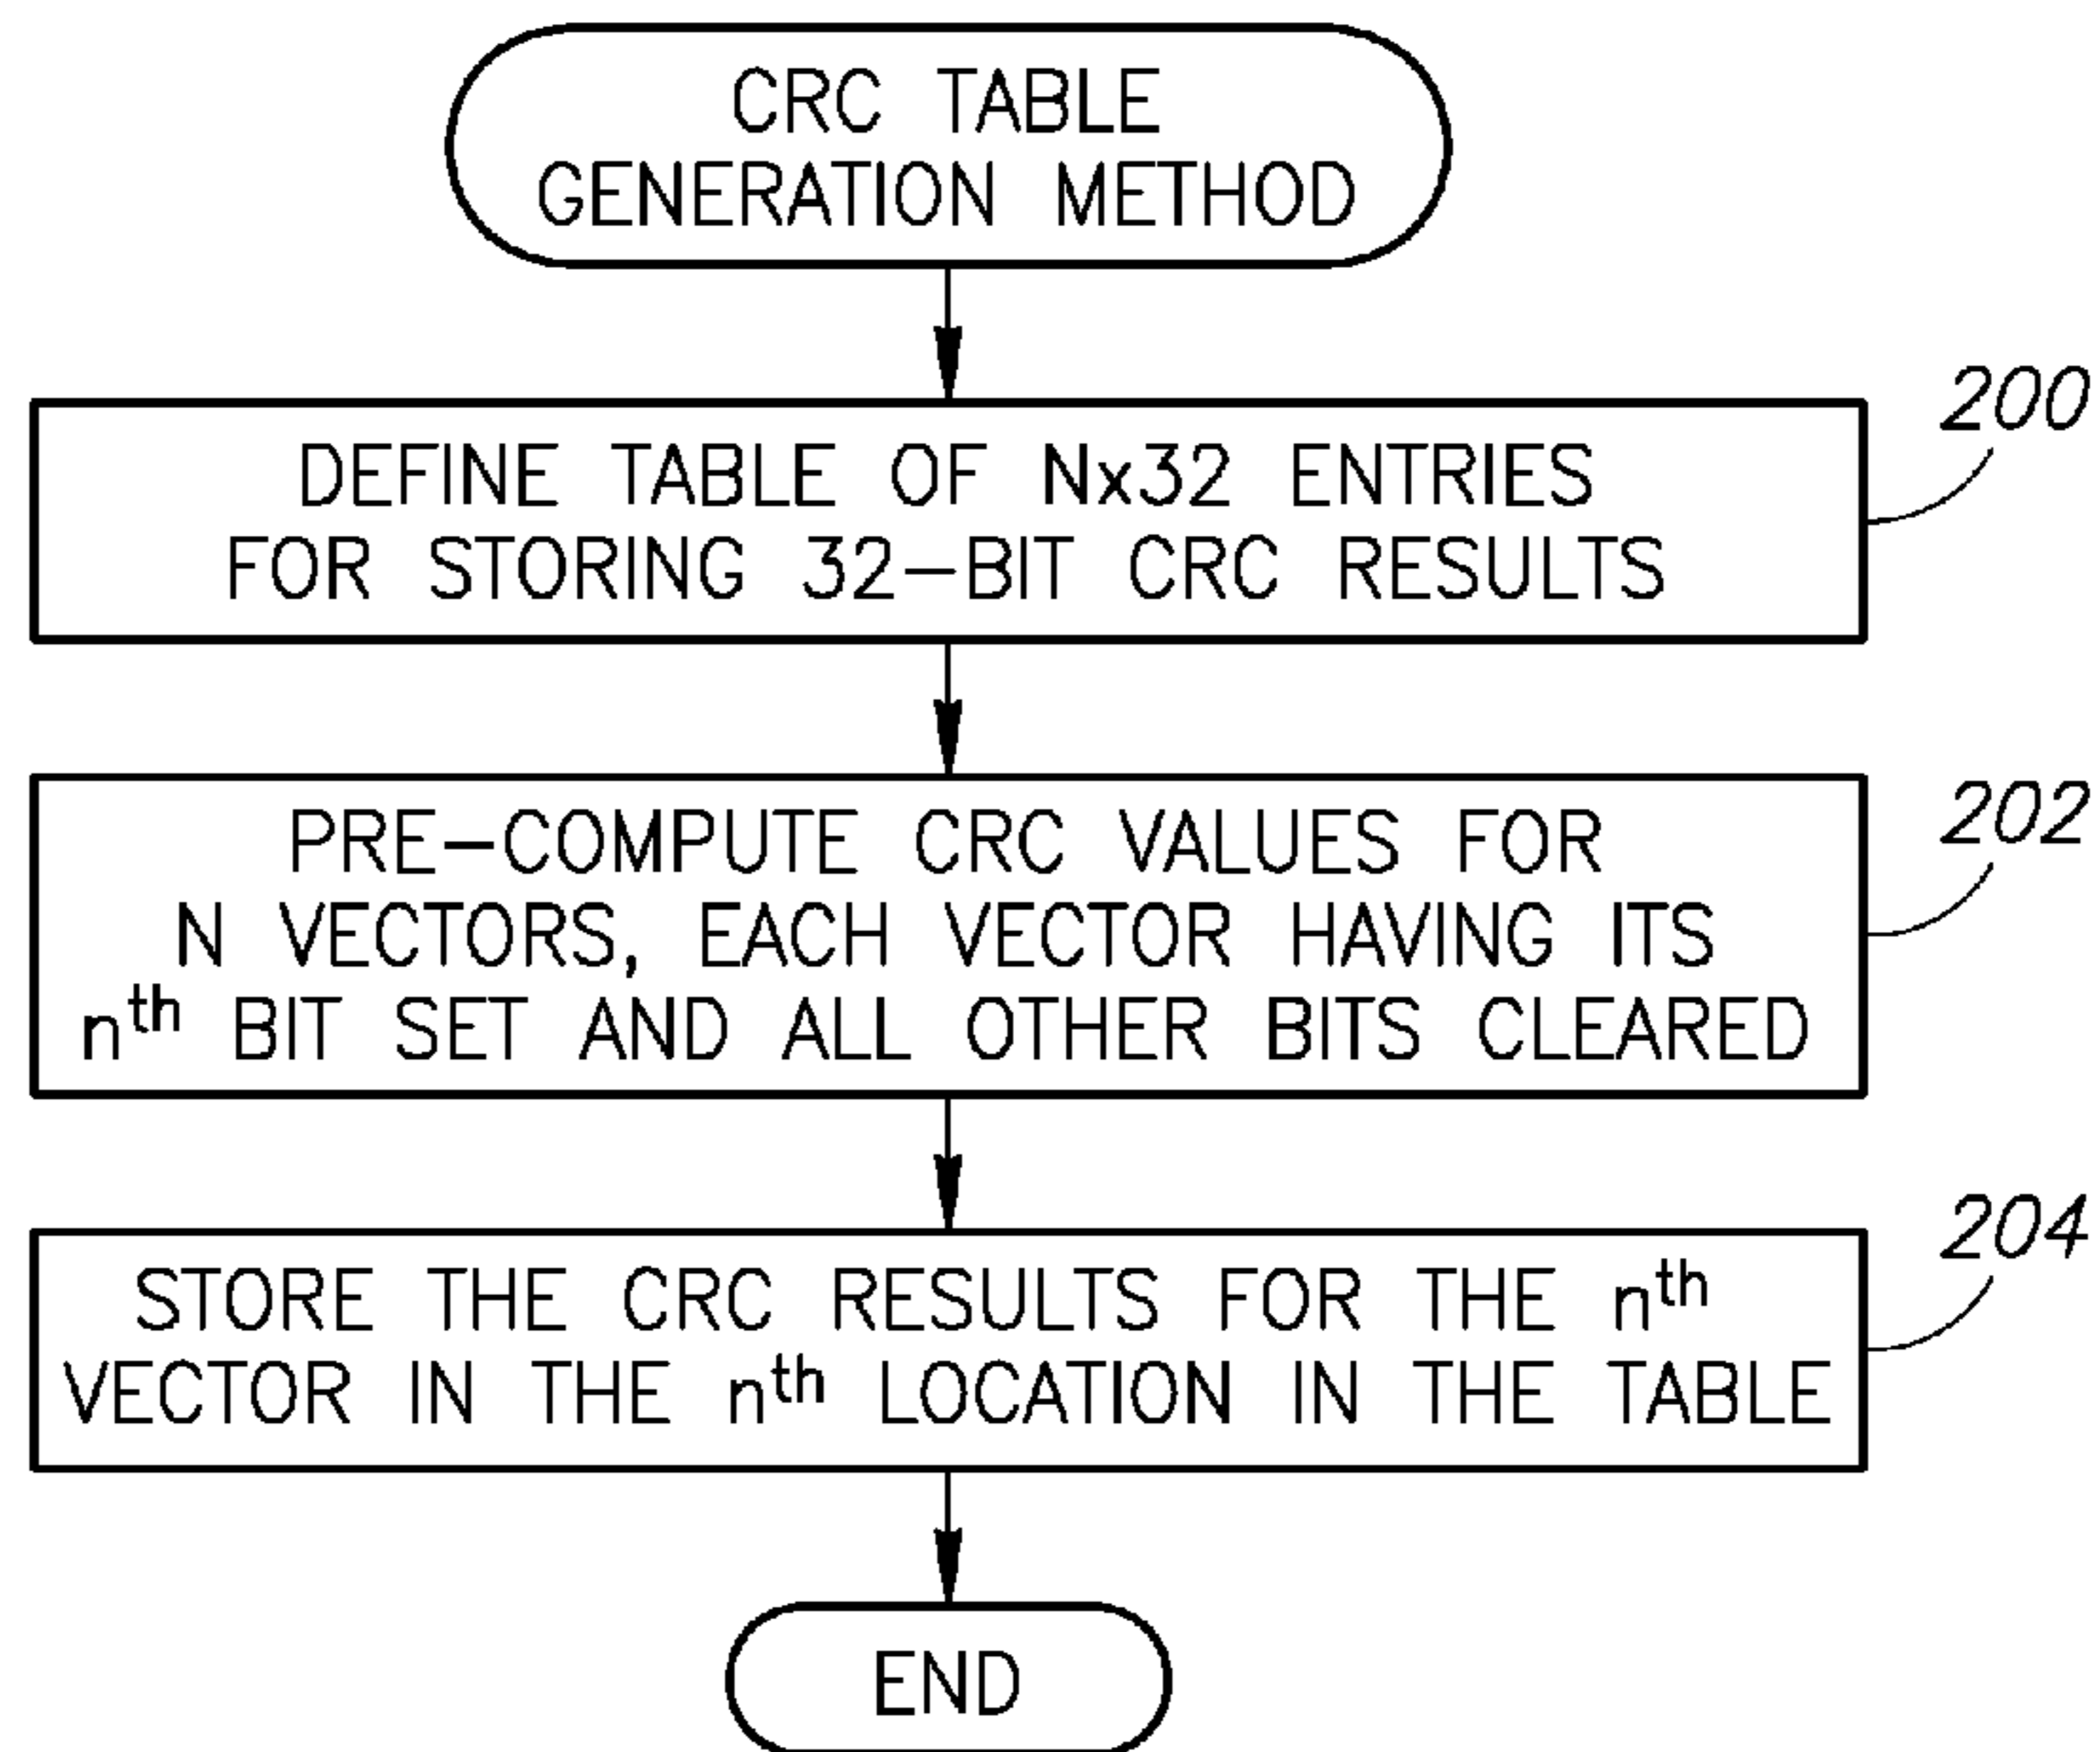 CRC TABLE
GENERATION METHOD
200
DEFINE TABLE OF Nx32 ENTRIES
FOR STORING 32-BIT CRC RESULTS
202
PRE-COMPUTE CRC VALUES FOR
N VECTORS, EACH VECTOR HAVING ITS
nth BIT SET AND ALL OTHER BITS CLEARED
204
STORE THE CRC RESULTS FOR THE nth
VECTOR IN THE nth LOCATION IN THE TABLE
END